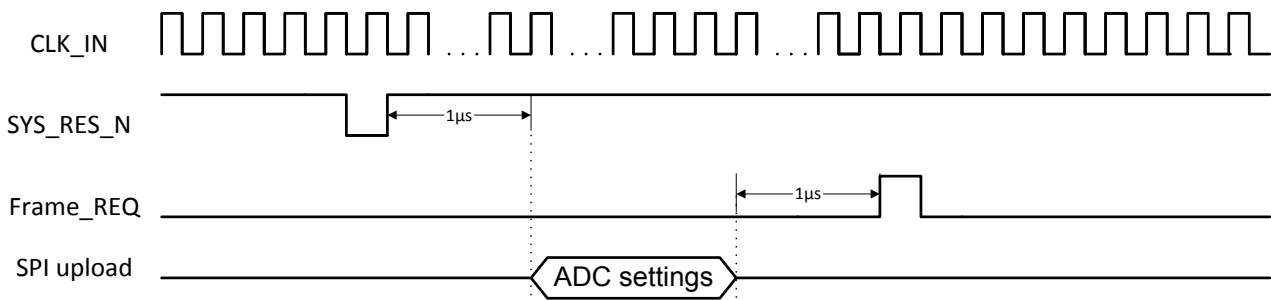 CLK_IN
. . .
. . .
. . .
SYS_RES_N
1µs
Frame_REQ
1µs
SPI upload
ADC settings